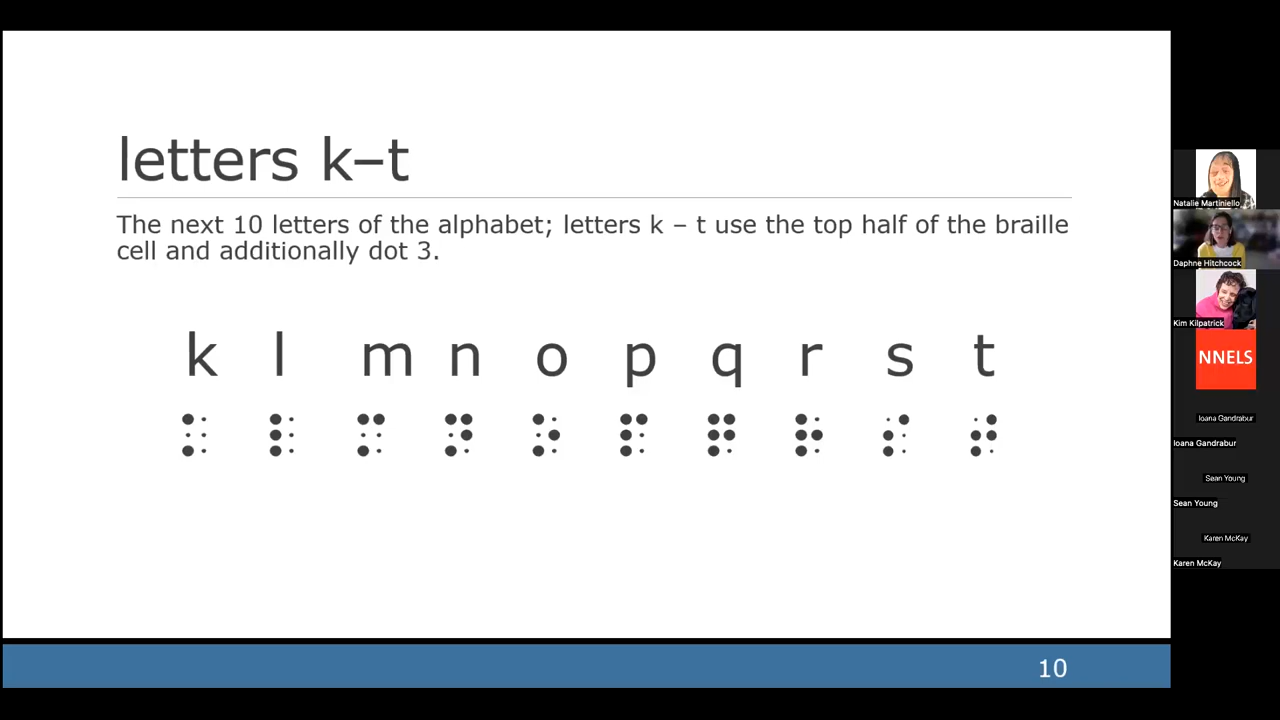 letters k–t
The next 10 letters of the alphabet; letters k – t use the top half of the braille
cell and additionally dot 3.
k l m n o p q r s t
⠅ ⠇ ⠍ ⠝ ⠕ ⠏ ⠟ ⠗ ⠎ ⠞
10
Natalie Martiniello
Daphne Hitchcock
Kim Kilpatrick
NNELS
Ioana Gandrabur
Ioana Gandrabur
Sean Young
Sean Young
Karen McKay
Karen McKay